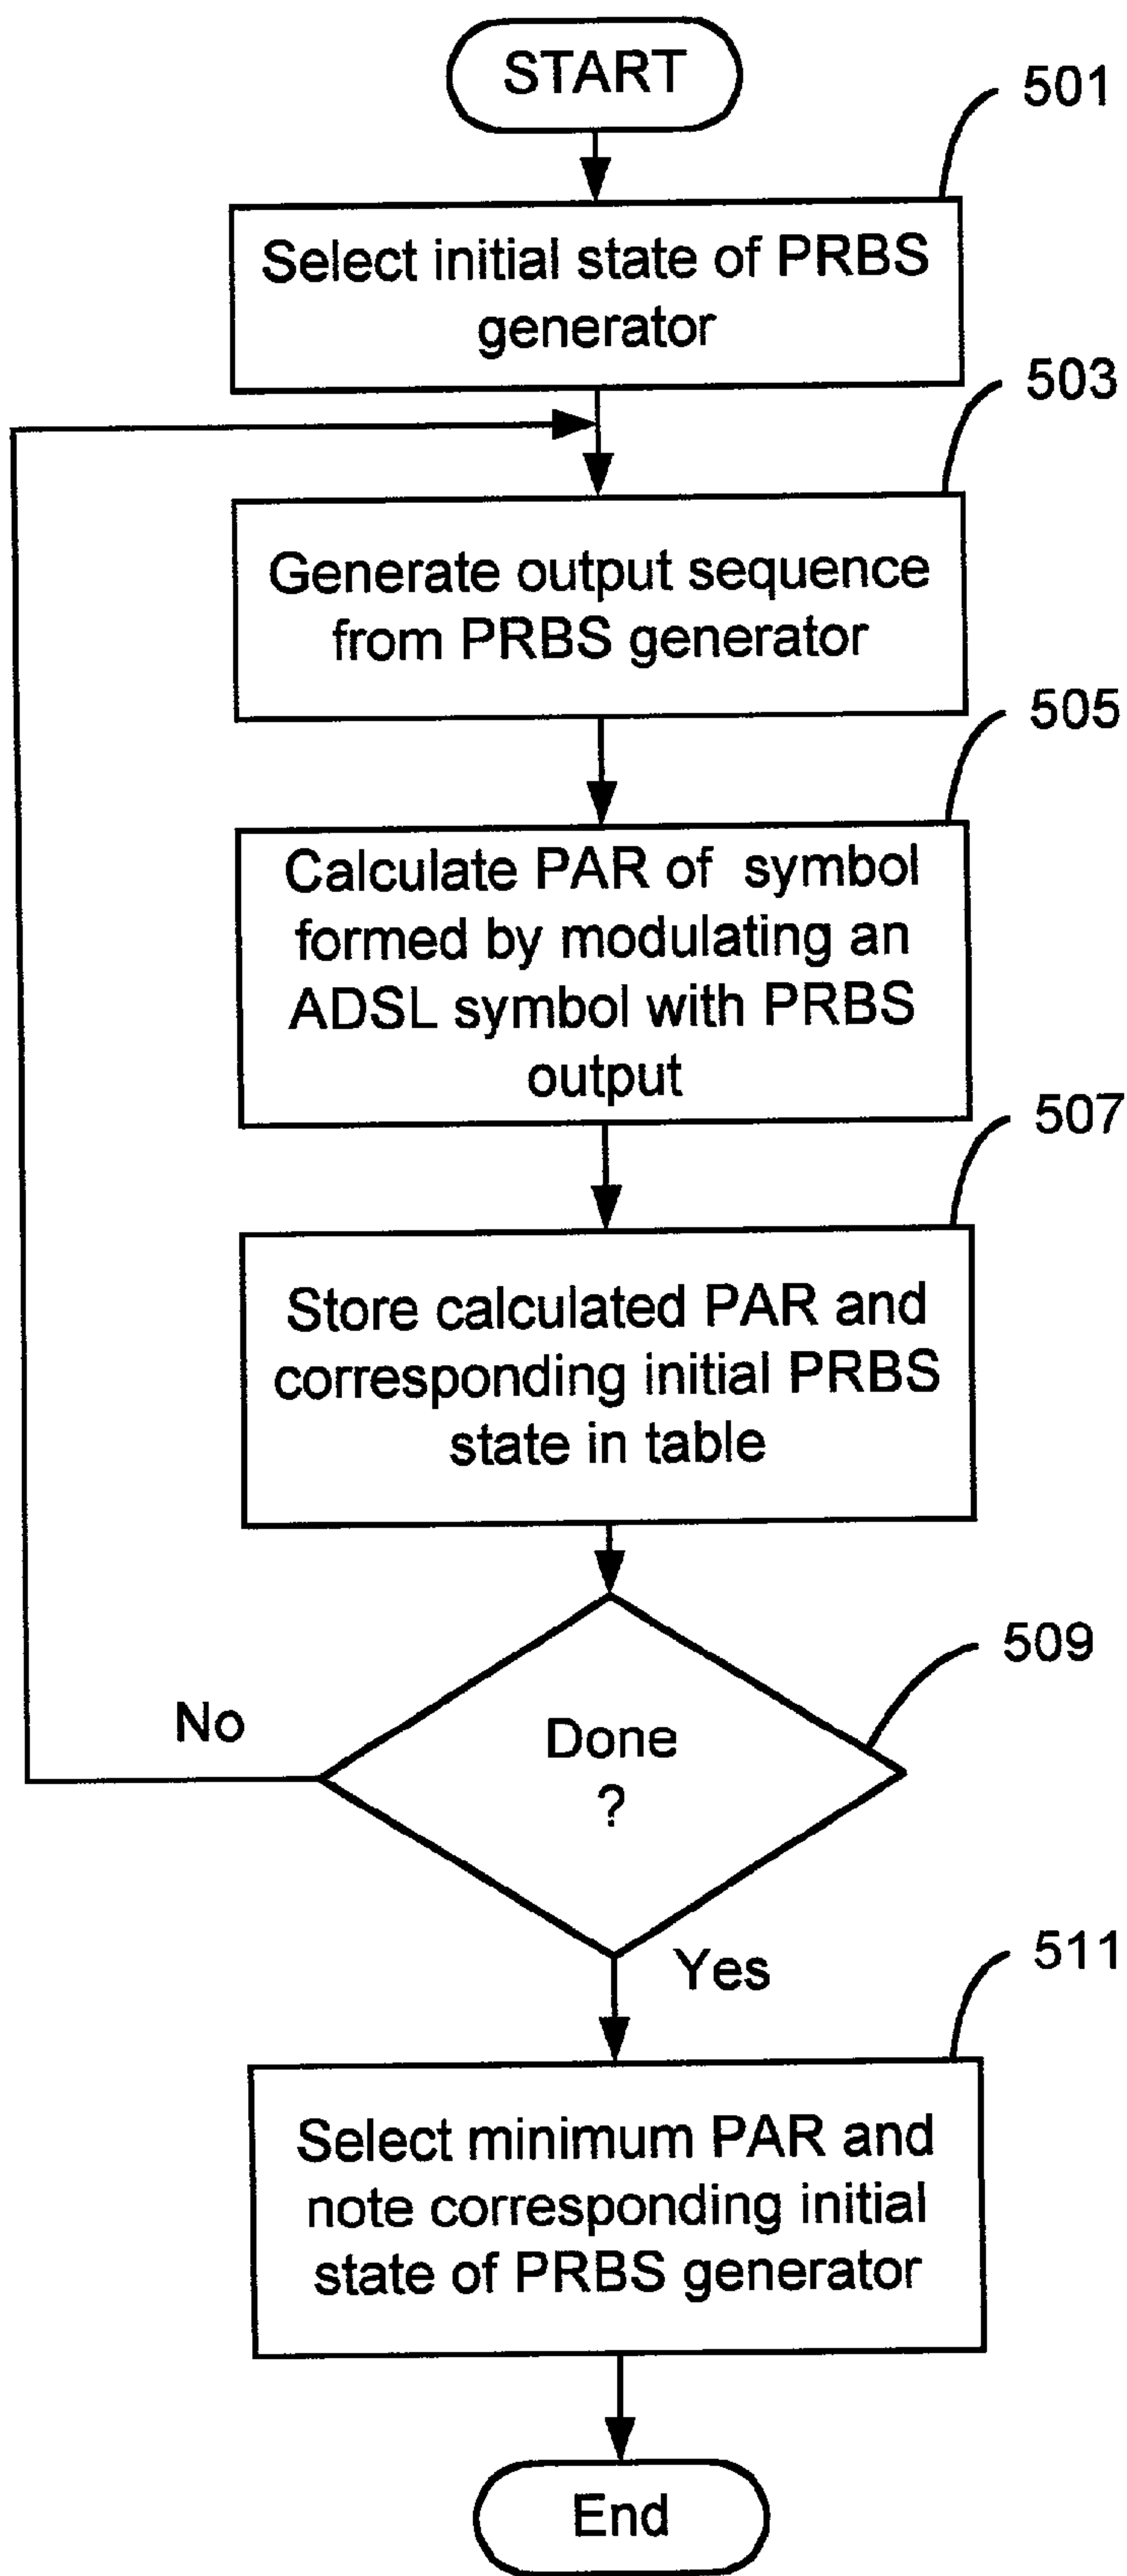 START
501
Select initial state of PRBS
generator
503
Generate output sequence
from PRBS generator
505
Calculate PAR of symbol
formed by modulating an
ADSL symbol with PRBS
output
507
Store calculated PAR and
corresponding initial PRBS
state in table
509
No
Done
?
Yes
511
Select minimum PAR and
note corresponding initial
state of PRBS generator
End